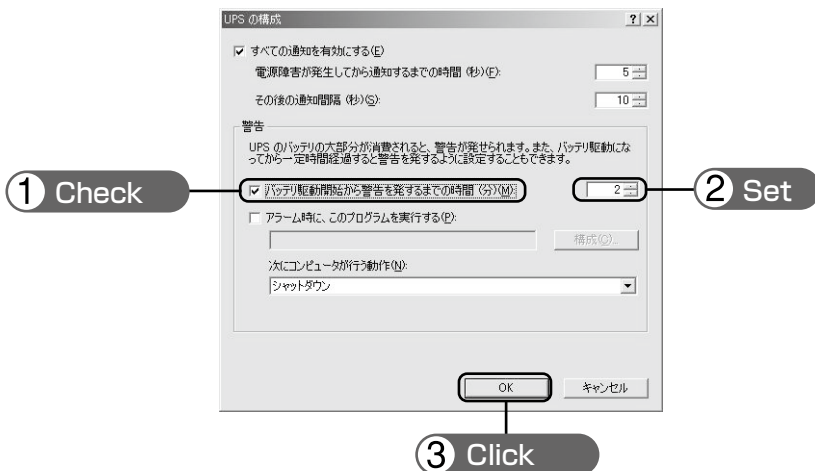 UPS の構成
すべての通知を有効にする(E)
電源障害が発生してから通知するまでの時間 (秒)(F):
5
その後の通知間隔 (秒)(S):
10
警告
UPS のバッテリの大部分が消費されると、警告が発せられます。また、バッテリ駆動にな
ってから一定時間経過すると警告を発するように設定することもできます。
① Check
バッテリ駆動開始から警告を発するまでの時間 (分)(M):
2
② Set
アラーム時に、このプログラムを実行する(P):
構成(C)...
次にコンピュータが行う動作(N):
シャットダウン
OK
キャンセル
③ Click